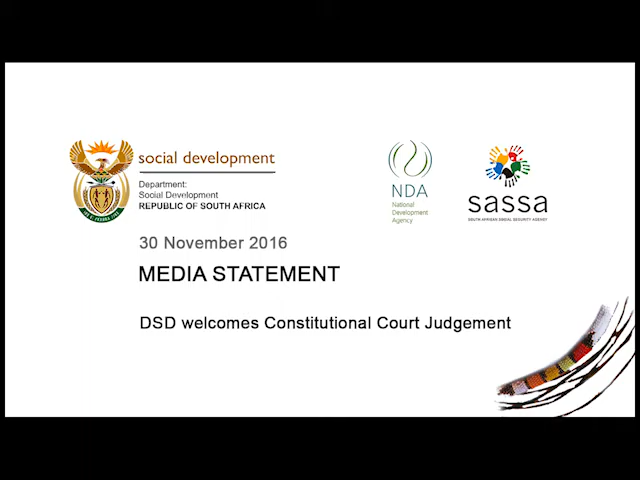 social development
Department:
Social Development
REPUBLIC OF SOUTH AFRICA
NDA
National
Development
Agency
sassa
SOUTH AFRICAN SOCIAL SECURITY AGENCY
30 November 2016
MEDIA STATEMENT
DSD welcomes Constitutional Court Judgement